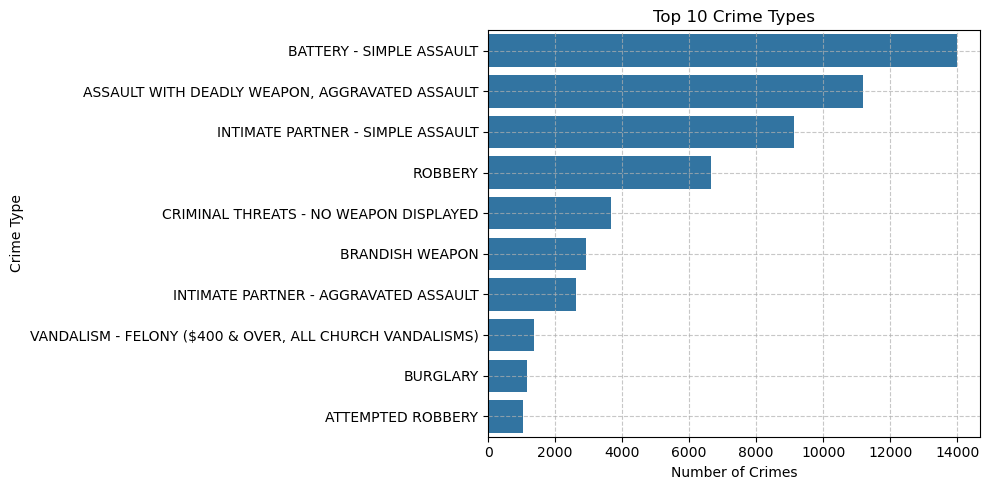 Top 10 Crime Types
Crime Type
BATTERY - SIMPLE ASSAULT
ASSAULT WITH DEADLY WEAPON, AGGRAVATED ASSAULT
INTIMATE PARTNER - SIMPLE ASSAULT
ROBBERY
CRIMINAL THREATS - NO WEAPON DISPLAYED
BRANDISH WEAPON
INTIMATE PARTNER - AGGRAVATED ASSAULT
VANDALISM - FELONY ($400 & OVER, ALL CHURCH VANDALISMS)
BURGLARY
ATTEMPTED ROBBERY
0 2000 4000 6000 8000 10000 12000 14000
Number of Crimes